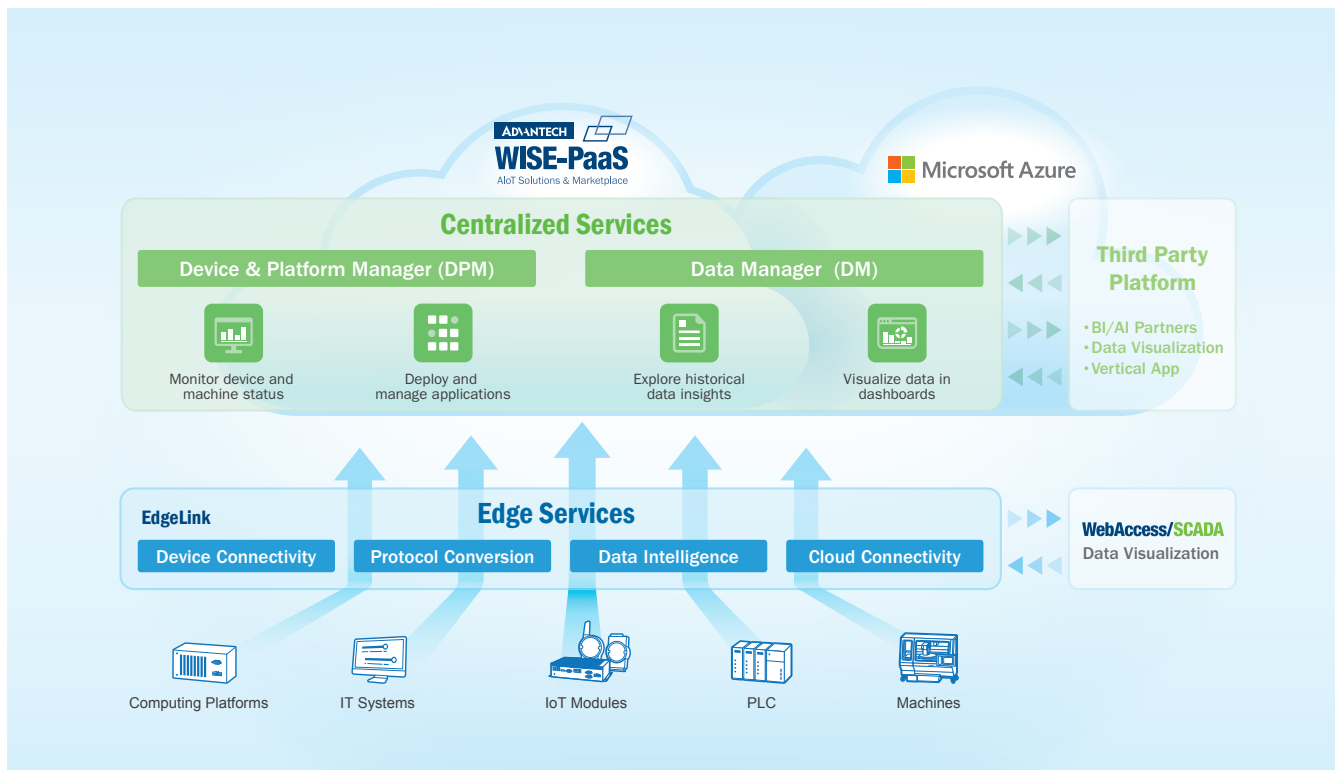 ADVANTECH
WISE-PaaS
AIoT Solutions & Marketplace
Microsoft Azure
Centralized Services
Device & Platform Manager (DPM)
Data Manager (DM)
Monitor device and
machine status
Deploy and
manage applications
Explore historical
data insights
Visualize data in
dashboards
Third Party
Platform
•BI/AI Partners
•Data Visualization
•Vertical App
EdgeLink
Edge Services
Device Connectivity
Protocol Conversion
Data Intelligence
Cloud Connectivity
WebAccess/SCADA
Data Visualization
Computing Platforms
IT Systems
IoT Modules
PLC
Machines